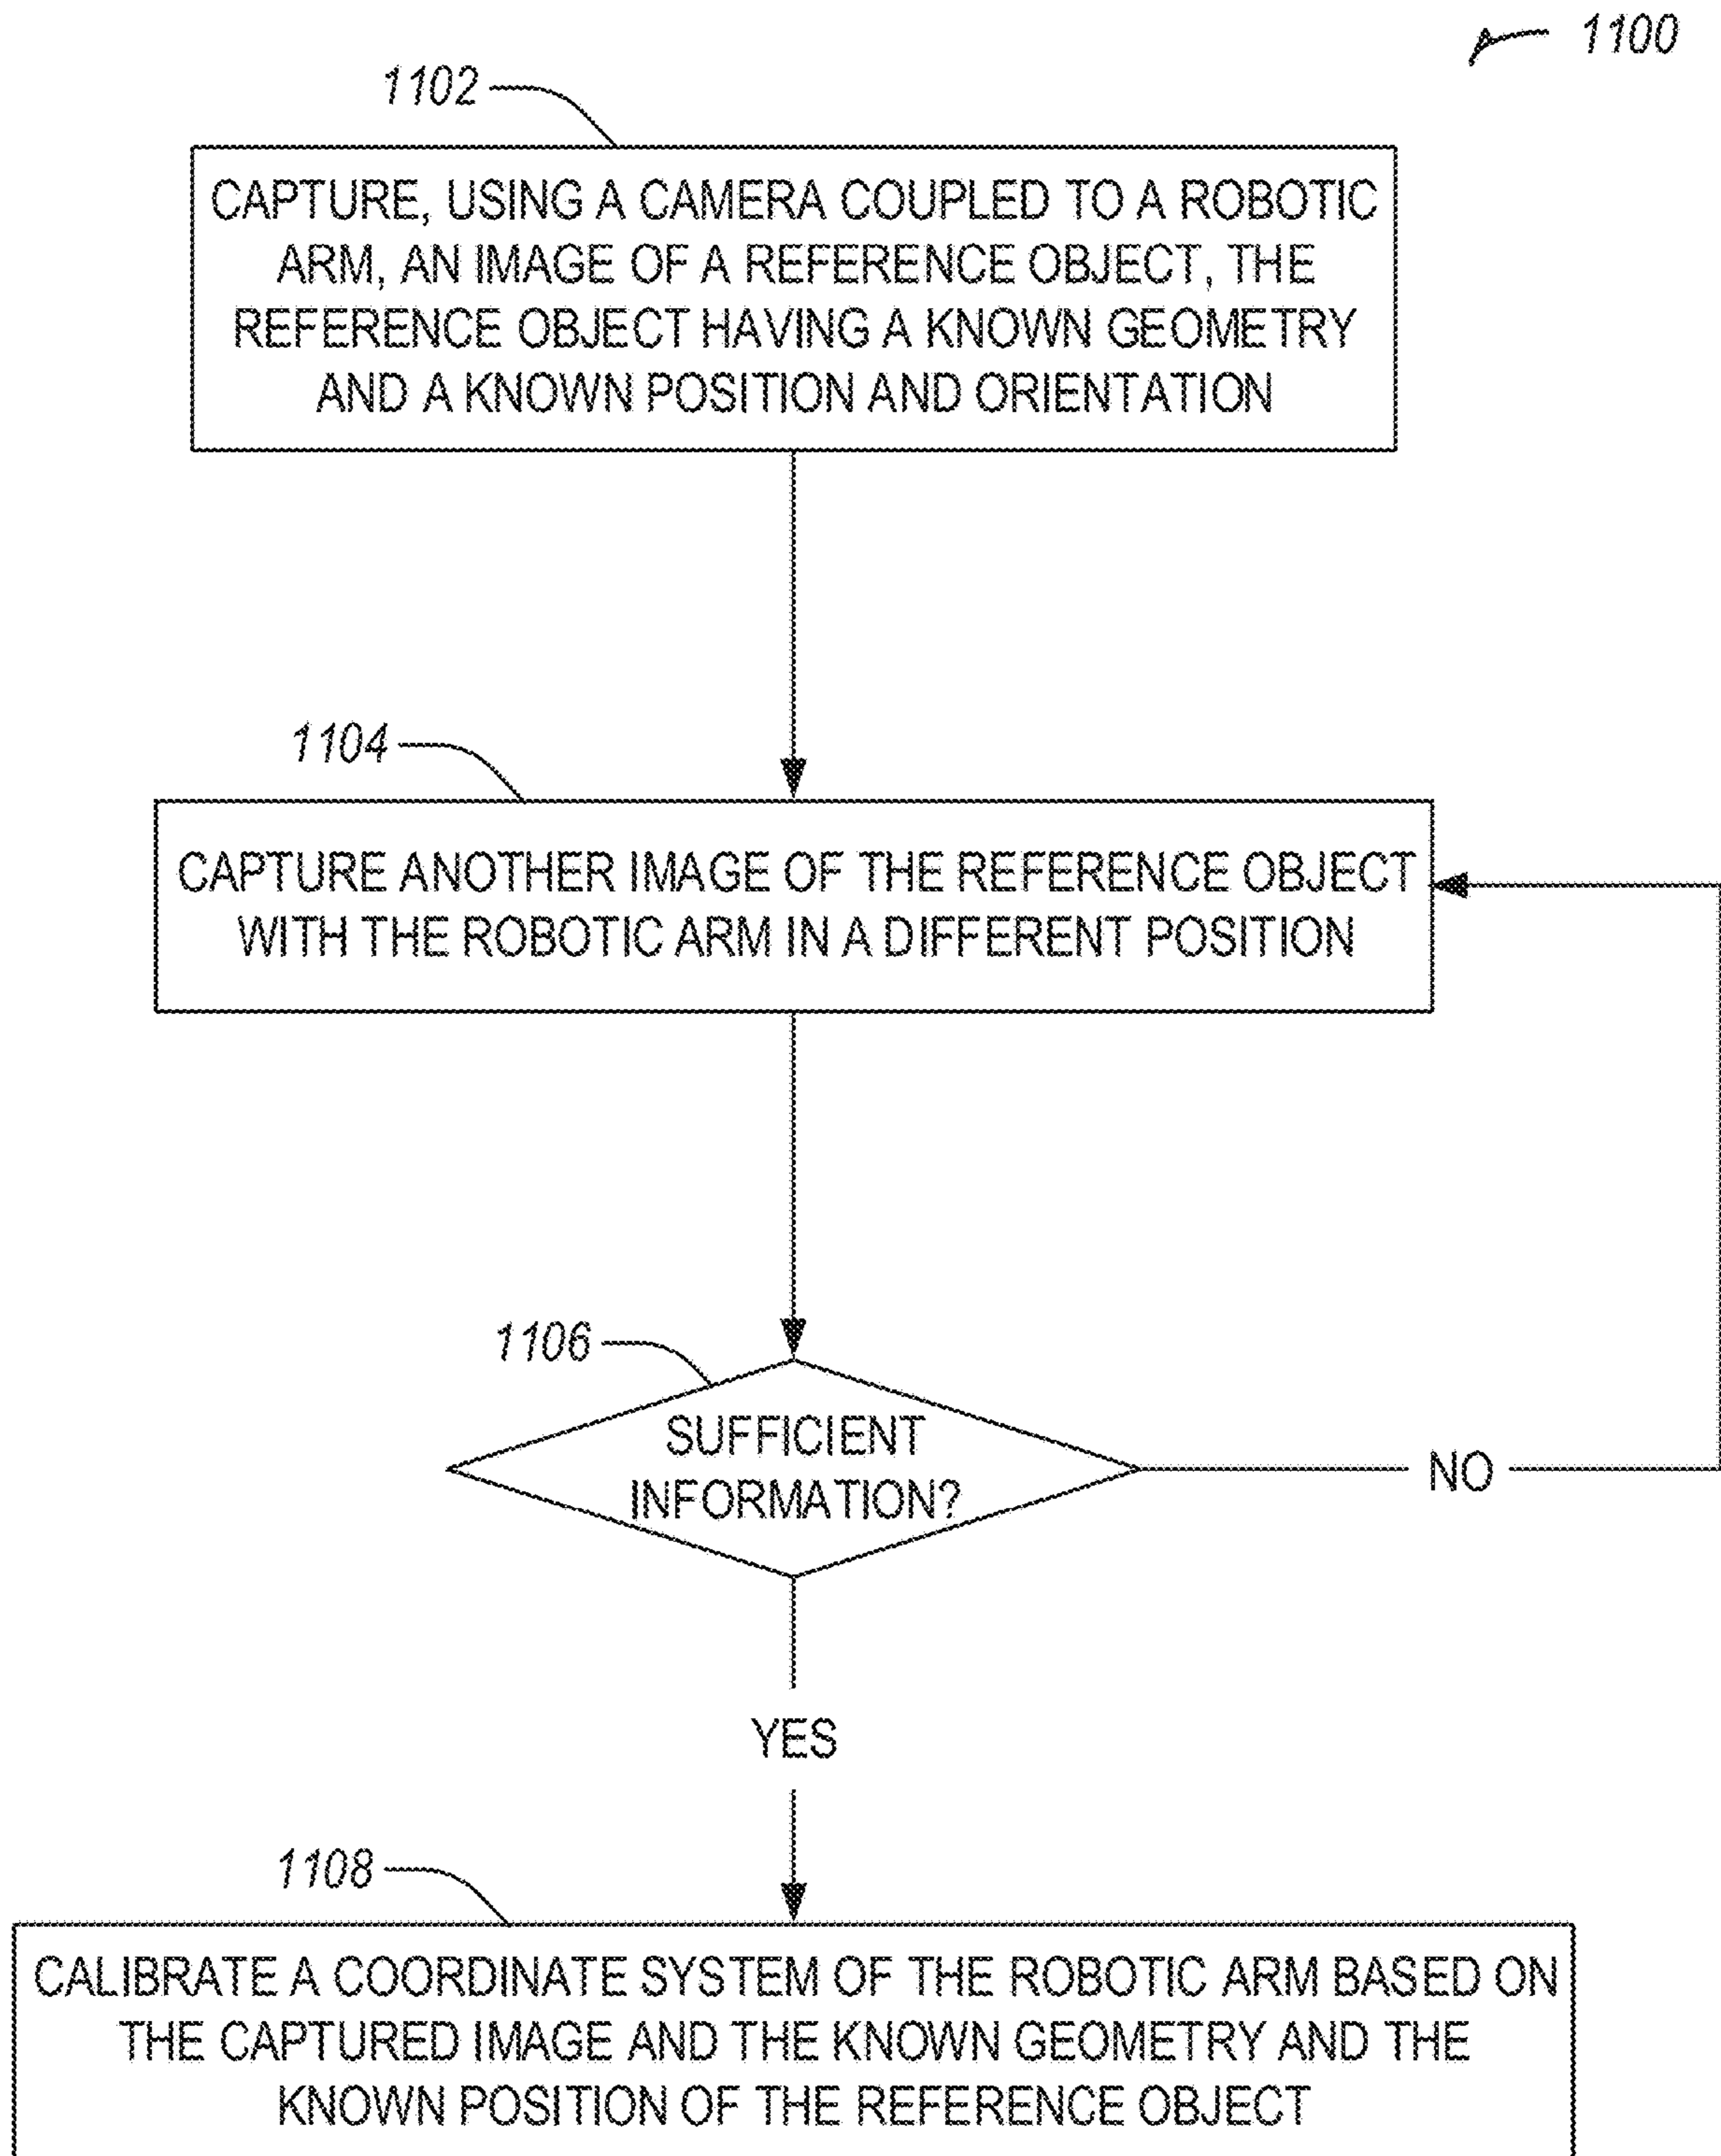 1100
1102
CAPTURE, USING A CAMERA COUPLED TO A ROBOTIC
ARM, AN IMAGE OF A REFERENCE OBJECT, THE
REFERENCE OBJECT HAVING A KNOWN GEOMETRY
AND A KNOWN POSITION AND ORIENTATION
1104
CAPTURE ANOTHER IMAGE OF THE REFERENCE OBJECT
WITH THE ROBOTIC ARM IN A DIFFERENT POSITION
1106
SUFFICIENT
INFORMATION?
NO
YES
1108
CALIBRATE A COORDINATE SYSTEM OF THE ROBOTIC ARM BASED ON
THE CAPTURED IMAGE AND THE KNOWN GEOMETRY AND THE
KNOWN POSITION OF THE REFERENCE OBJECT